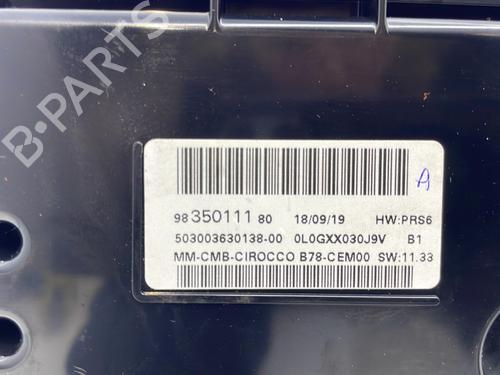 B-PARTS
A
98 350111 80 18/09/19 HW:PRS6
503003630138-00 0L0GXX030J9V B1
MM-CMB-CIROCCO B78-CEM00 SW:11.33